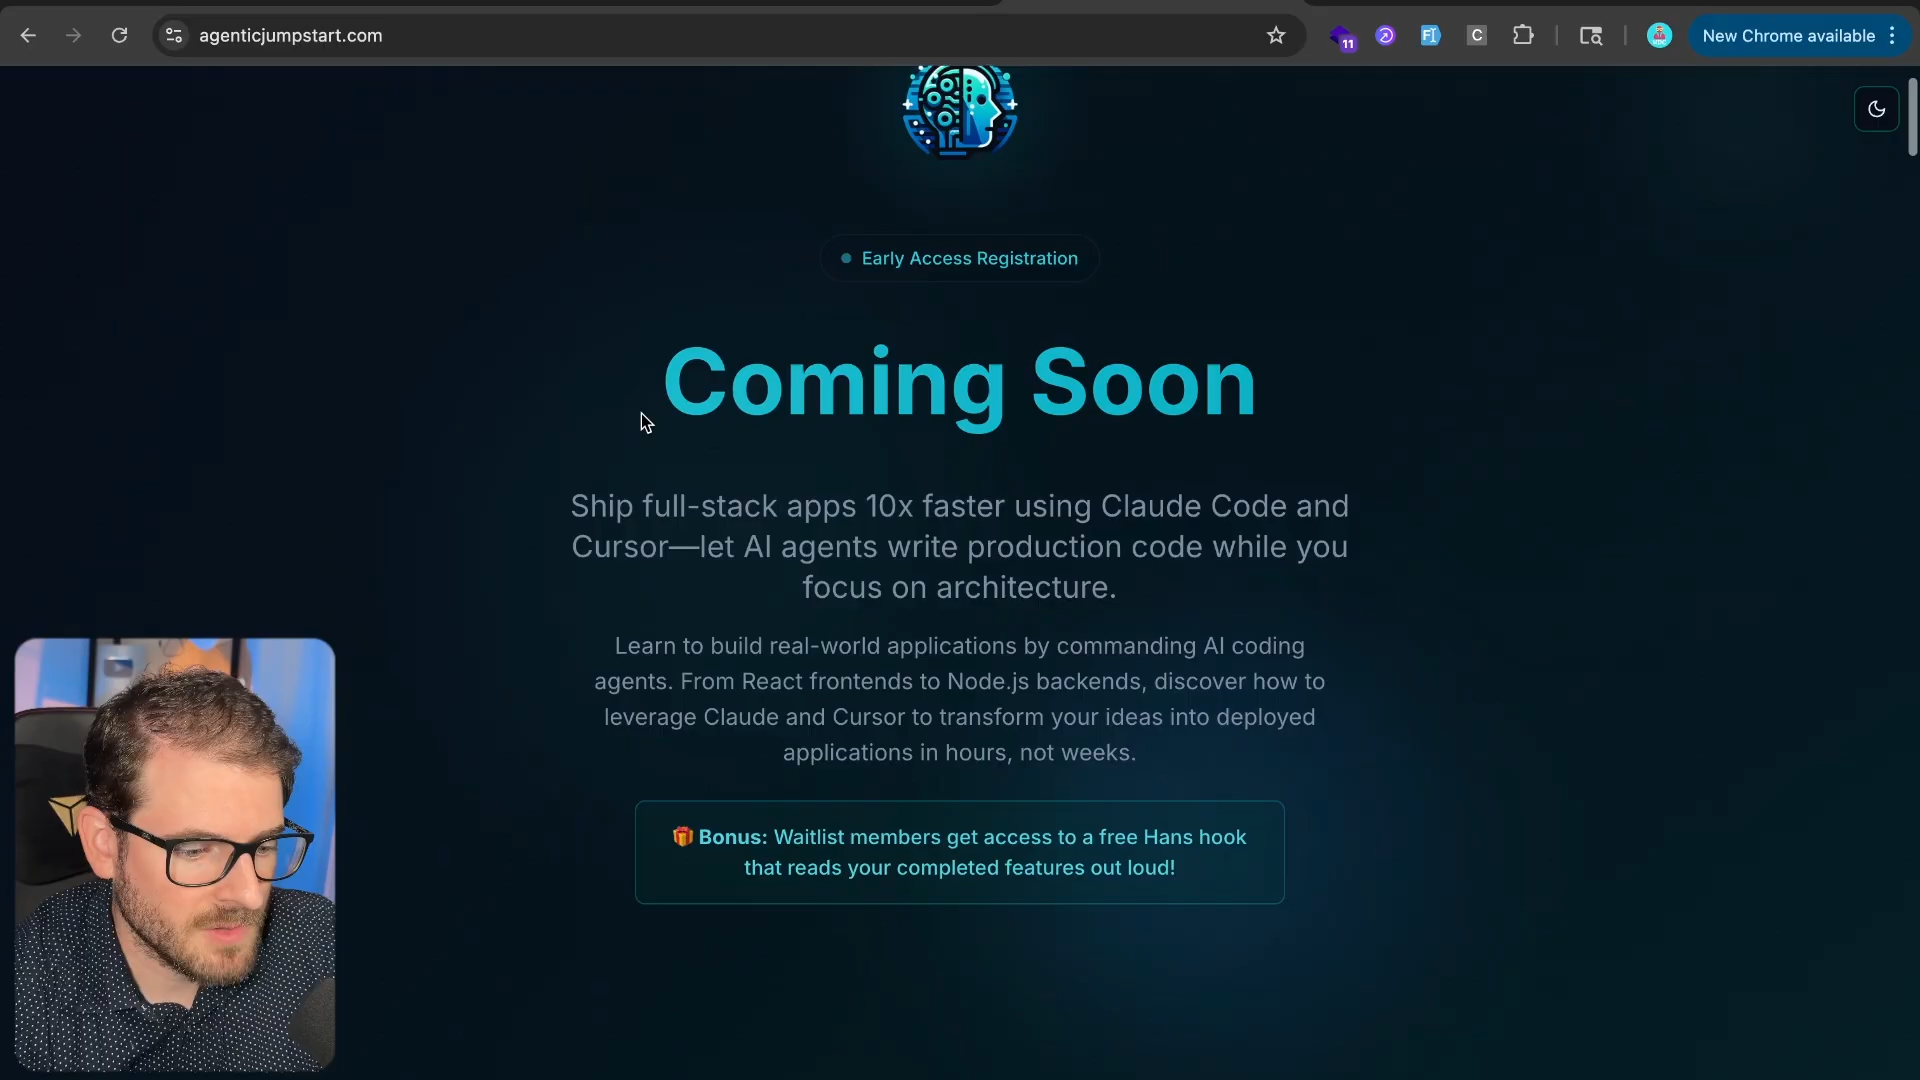 agenticjumpstart.com
11
C
New Chrome available
Early Access Registration
Coming Soon
Ship full-stack apps 10x faster using Claude Code and
Cursor—let AI agents write production code while you
focus on architecture.
Learn to build real-world applications by commanding AI coding
agents. From React frontends to Node.js backends, discover how to
leverage Claude and Cursor to transform your ideas into deployed
applications in hours, not weeks.
🎁 Bonus: Waitlist members get access to a free Hans hook
that reads your completed features out loud!